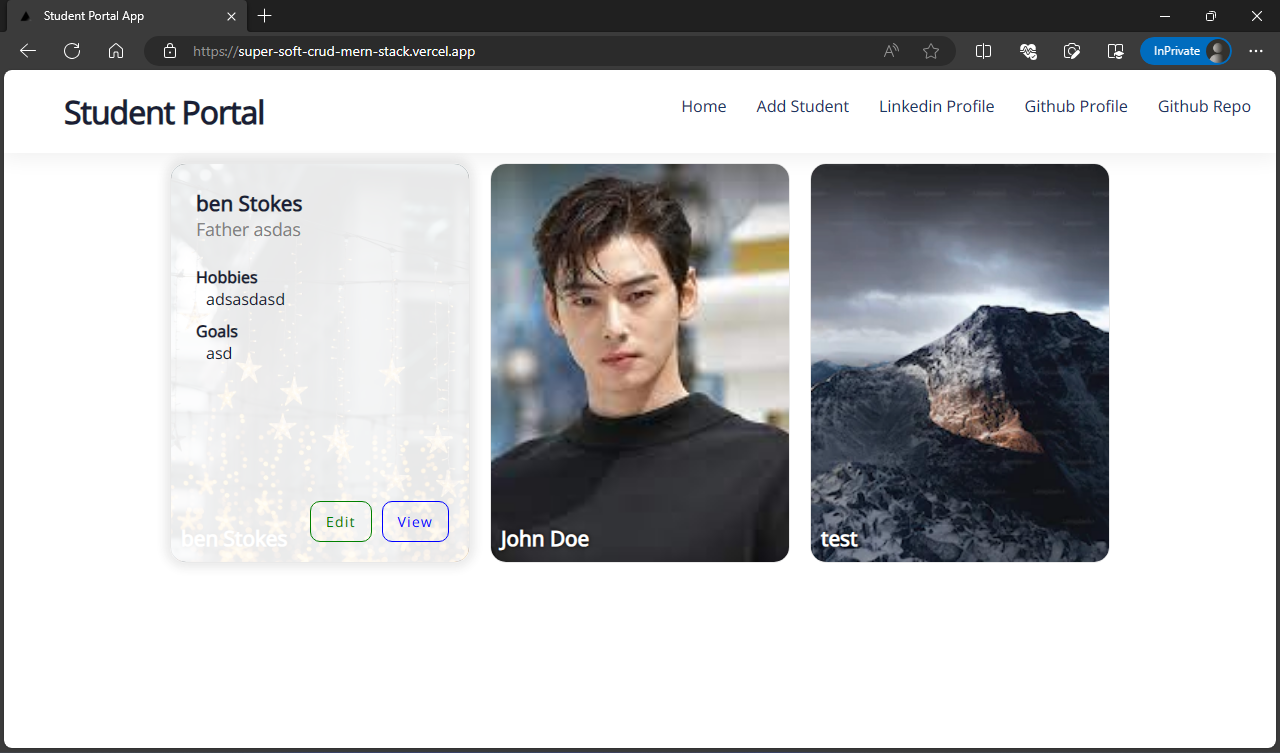 Student Portal App
https://super-soft-crud-mern-stack.vercel.app
InPrivate
Student Portal
Home
Add Student
Linkedin Profile
Github Profile
Github Repo
ben Stokes
Father asdas
Hobbies
adsasdasd
Goals
asd
Edit
View
ben Stokes
John Doe
test